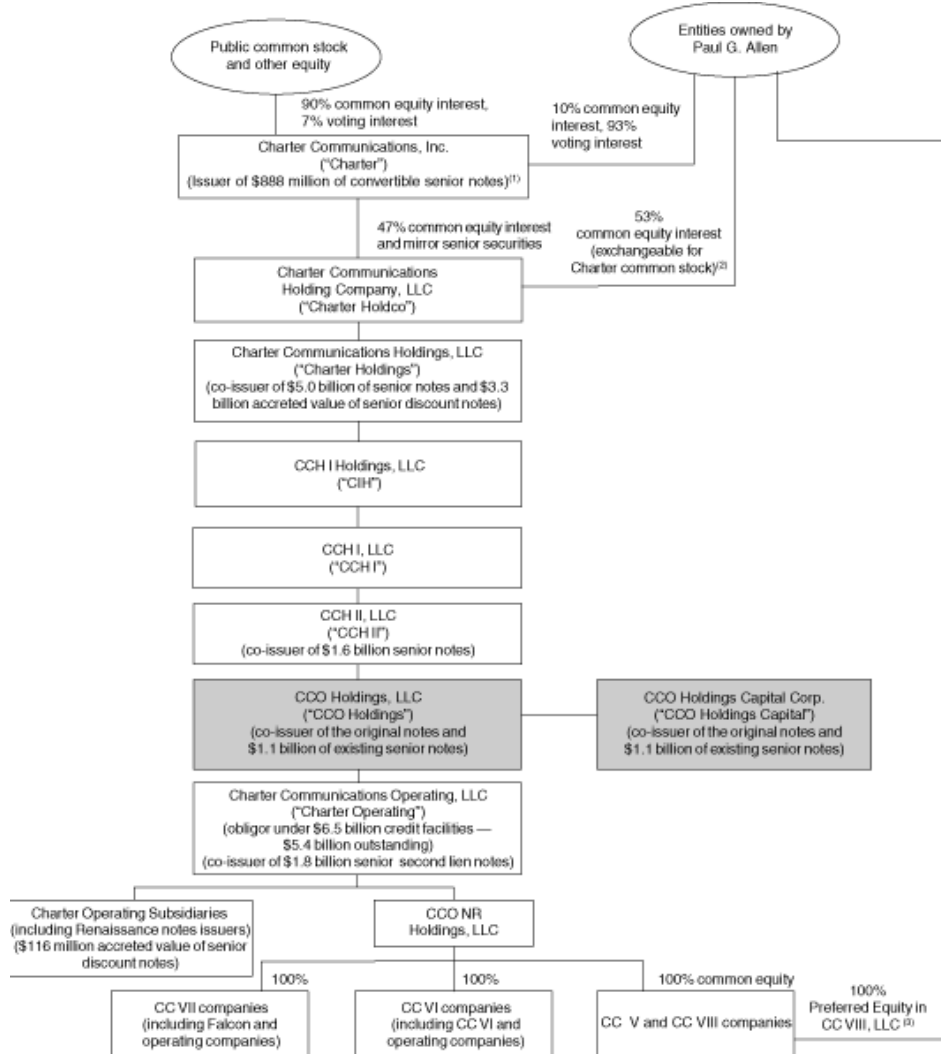 Public common stock
and other equity
Entities owned by
Paul G. Allen
90% common equity interest,
7% voting interest
10% common equity
interest, 93%
voting interest
Charter Communications, Inc.
("Charter")
(Issuer of $888 million of convertible senior notes)(1)
47% common equity interest
and mirror senior securities
53%
common equity interest
(exchangeable for
Charter common stock)(2)
Charter Communications
Holding Company, LLC
("Charter Holdco")
Charter Communications Holdings, LLC
("Charter Holdings")
(co-issuer of $5.0 billion of senior notes and $3.3
billion accreted value of senior discount notes)
CCH I Holdings, LLC
("CIH")
CCH I, LLC
("CCH I")
CCH II, LLC
("CCH II")
(co-issuer of $1.6 billion senior notes)
CCO Holdings, LLC
("CCO Holdings")
(co-issuer of the original notes and
$1.1 billion of existing senior notes)
CCO Holdings Capital Corp.
("CCO Holdings Capital")
(co-issuer of the original notes and
$1.1 billion of existing senior notes)
Charter Communications Operating, LLC
("Charter Operating")
(obligor under $6.5 billion credit facilities —
$5.4 billion outstanding)
(co-issuer of $1.8 billion senior second lien notes)
Charter Operating Subsidiaries
(including Renaissance notes issuers)
($116 million accreted value of senior
discount notes)
CCO NR
Holdings, LLC
100%
100%
100% common equity
100%
Preferred Equity in
CC VIII, LLC (3)
CC VII companies
(including Falcon and
operating companies)
CC VI companies
(including CC VI and
operating companies)
CC V and CC VIII companies